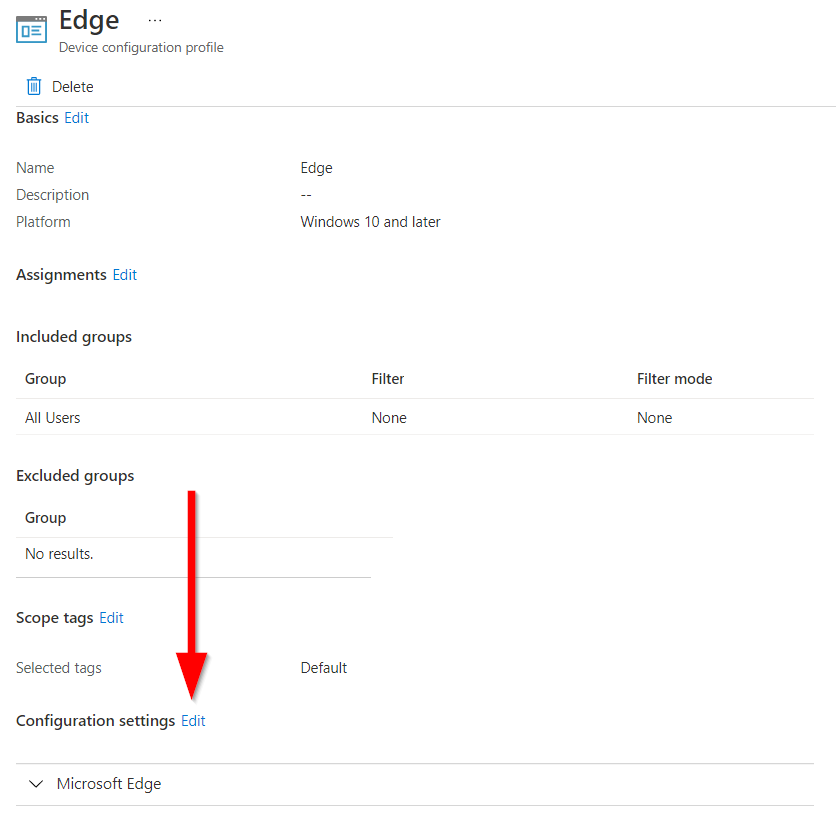 Edge ...
Device configuration profile
Delete
Basics Edit
Name Edge
Description --
Platform Windows 10 and later
Assignments Edit
Included groups
Group Filter Filter mode
All Users None None
Excluded groups
Group
No results.
Scope tags Edit
Selected tags Default
Configuration settings Edit
Microsoft Edge